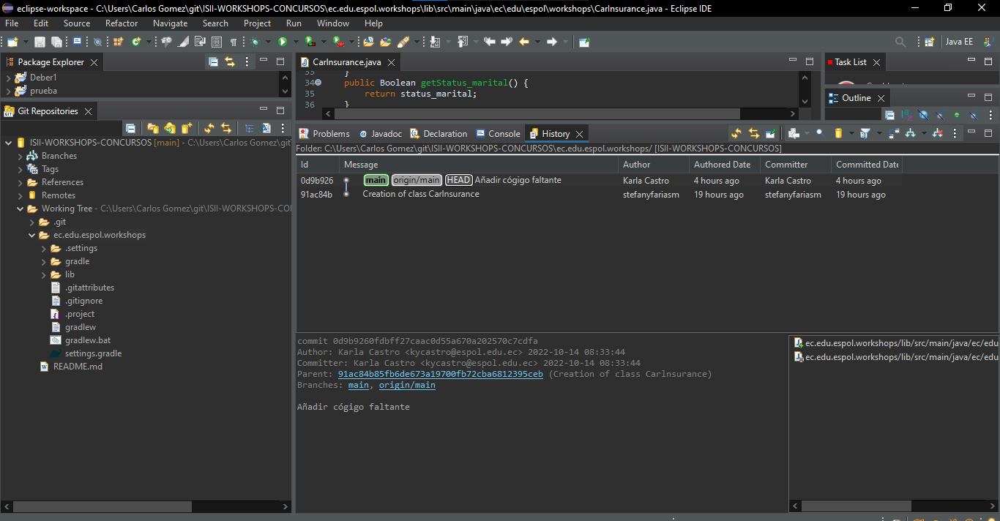 eclipse-workspace - C:\Users\Carlos Gomez\git\ISII-WORKSHOPS-CONCURSOS\ec.edu.espol.workshops\lib\src\main\java\ec\edu\espol\workshops\CarInsurance.java - Eclipse IDE
File Edit Source Refactor Navigate Search Project Run Window Help
Java EE
Package Explorer
Deber1
prueba
Git Repositories
ISII-WORKSHOPS-CONCURSOS [main] - C:\Users\Carlos Gomez\git
Branches
Tags
References
Remotes
Working Tree - C:\Users\Carlos Gomez\git\ISII-WORKSHOPS-CO
.git
ec.edu.espol.workshops
.settings
gradle
lib
.gitattributes
.gitignore
.project
gradlew
gradlew.bat
settings.gradle
README.md
CarInsurance.java
33 }
34 public Boolean getStatus_marital() {
35 return status_marital;
36 }
Task List
Outline
Problems Javadoc Declaration Console History
Folder: C:\Users\Carlos Gomez\git\ISII-WORKSHOPS-CONCURSOS\ec.edu.espol.workshops/ [ISII-WORKSHOPS-CONCURSOS]
Id Message Author Authored Date Committer Committed Date
0d9b926 main origin/main HEAD Añadir cógigo faltante Karla Castro 4 hours ago Karla Castro 4 hours ago
91ac84b Creation of class CarInsurance stefanyfariasm 19 hours ago stefanyfariasm 19 hours ago
commit 0d9b9260fdbff27caac0d55a670a202570c7cdfa
Author: Karla Castro <kycastro@espol.edu.ec> 2022-10-14 08:33:44
Committer: Karla Castro <kycastro@espol.edu.ec> 2022-10-14 08:33:44
Parent: 91ac84b85fb6de673a19700fb72cba6812395ceb (Creation of class CarInsurance)
Branches: main, origin/main
Añadir cógigo faltante
ec.edu.espol.workshops/lib/src/main/java/ec/edu
ec.edu.espol.workshops/lib/src/main/java/ec/edu